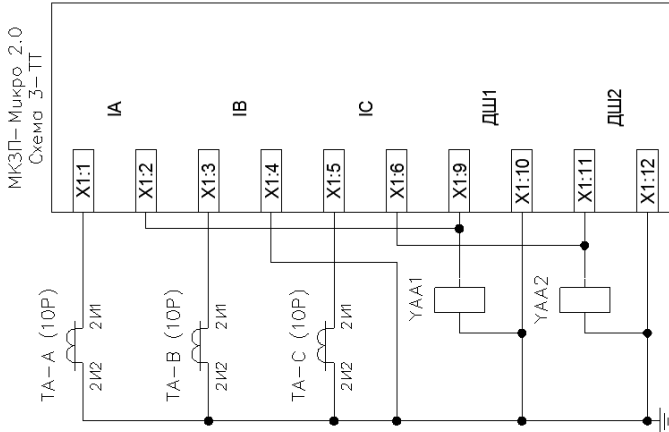 МКЗП-Микро 2.0
Схема 3-ТТ
IA
IB
IC
ДШ1
ДШ2
X1:1
X1:2
X1:3
X1:4
X1:5
X1:6
X1:9
X1:10
X1:11
X1:12
TA-A (10P)
2И1
2И2
TA-B (10P)
2И1
2И2
TA-C (10P)
2И1
2И2
YAA1
YAA2